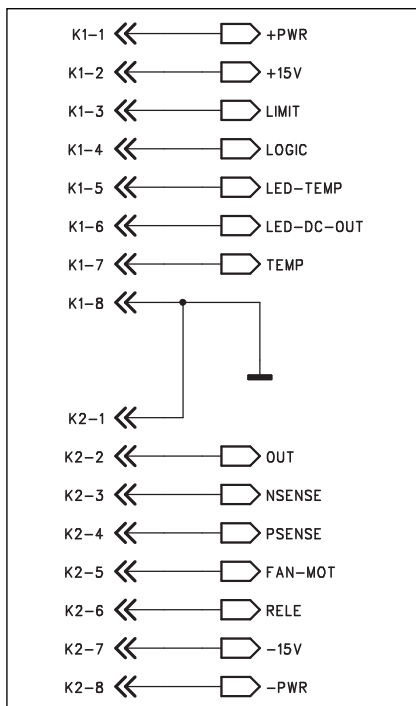 K1-1 +PWR
K1-2 +15V
K1-3 LIMIT
K1-4 LOGIC
K1-5 LED-TEMP
K1-6 LED-DC-OUT
K1-7 TEMP
K1-8
K2-1
K2-2 OUT
K2-3 NSENSE
K2-4 PSENSE
K2-5 FAN-MOT
K2-6 RELE
K2-7 -15V
K2-8 -PWR